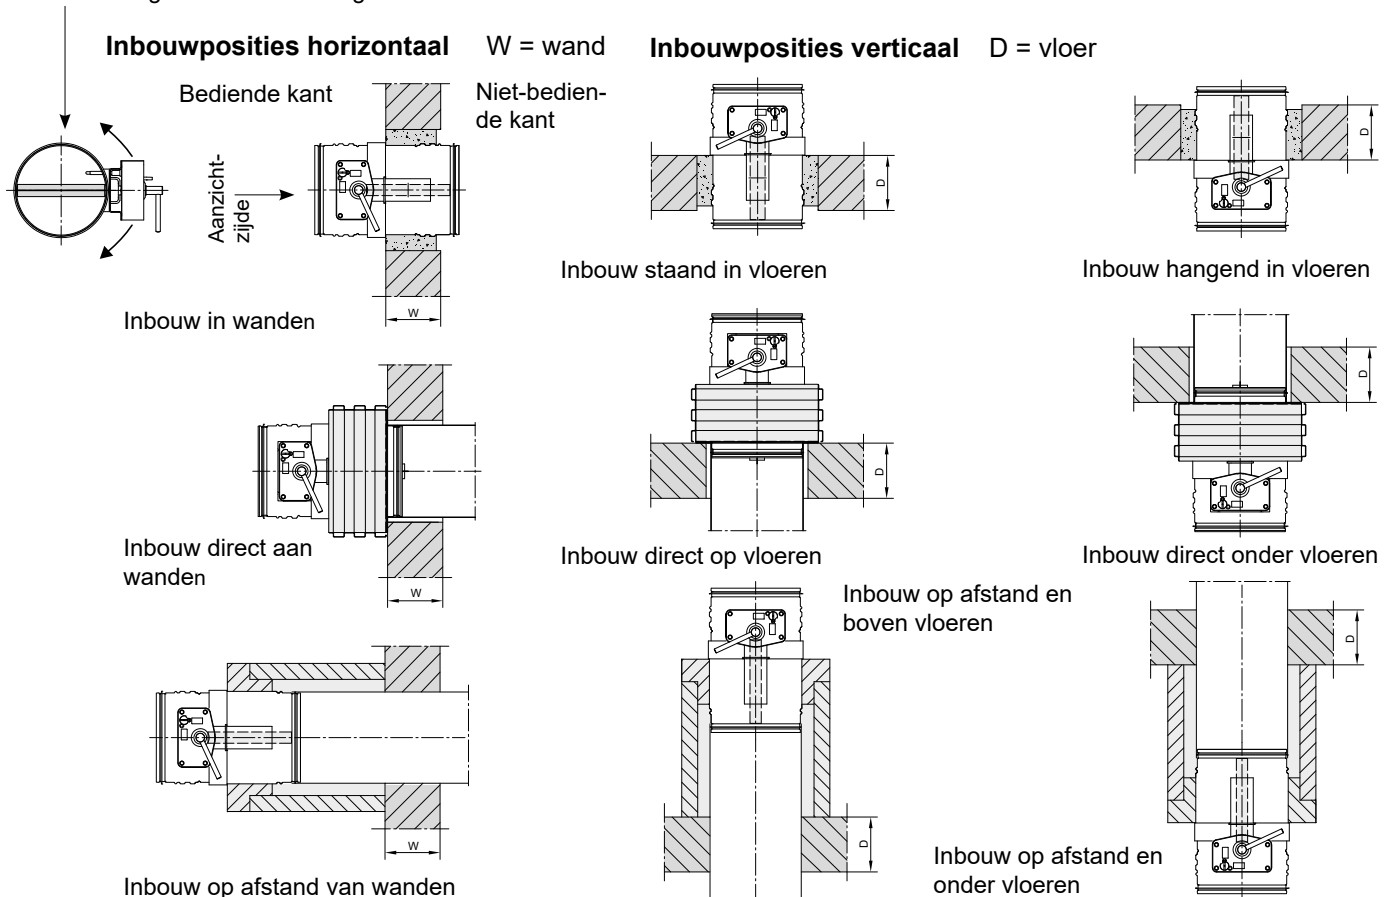 Inbouwposities horizontaal W = wand
Inbouwposities verticaal D = vloer
Bediende kant
Niet-bedien-
de kant
Aanzicht-
zijde
W
Inbouw in wanden
D
Inbouw staand in vloeren
D
Inbouw hangend in vloeren
W
Inbouw direct aan
wanden
D
Inbouw direct op vloeren
D
Inbouw direct onder vloeren
W
Inbouw op afstand van wanden
Inbouw op afstand en
boven vloeren
D
D
Inbouw op afstand en
onder vloeren